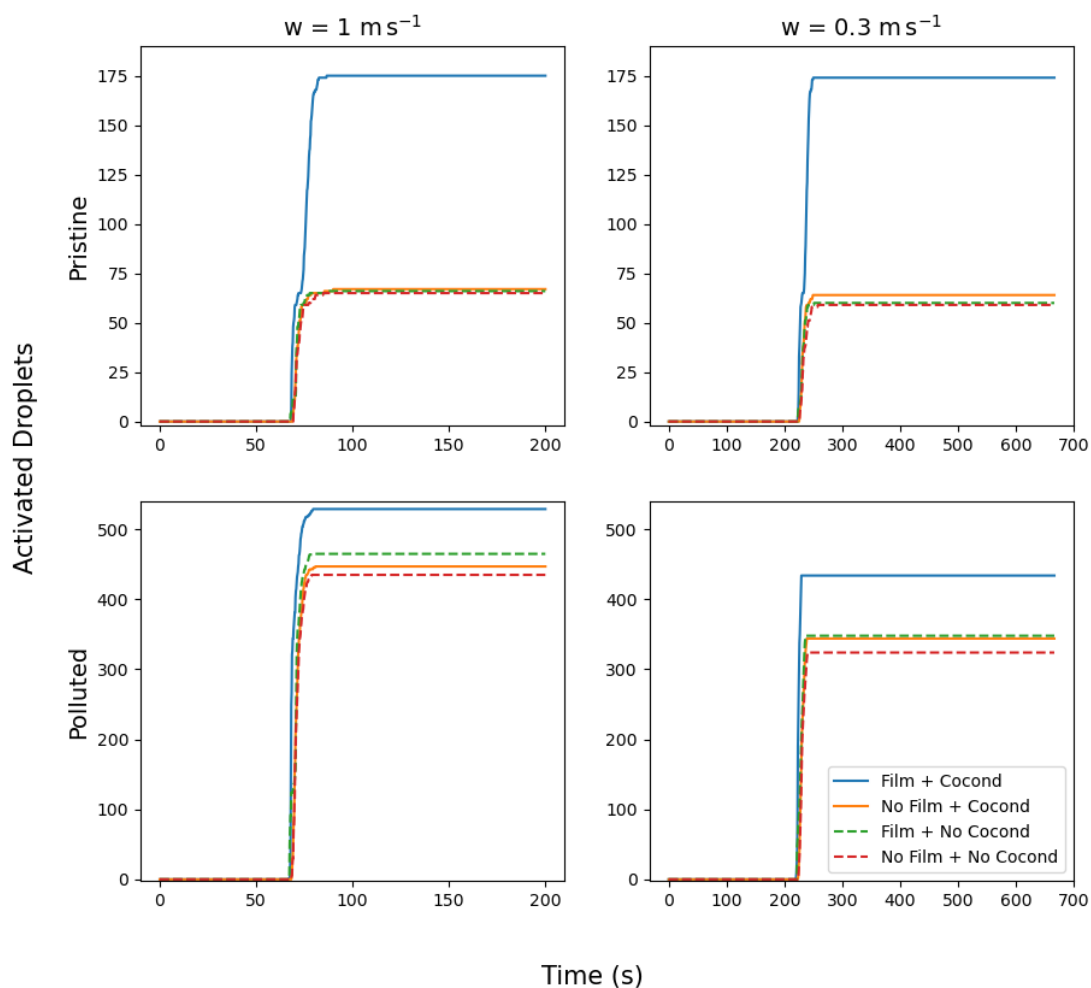 w = 1 m s⁻¹
w = 0.3 m s⁻¹
Activated Droplets
Pristine
175
150
125
100
75
50
25
0
0 50 100 150 200
175
150
125
100
75
50
25
0
0 100 200 300 400 500 600 700
Polluted
500
400
300
200
100
0
0 50 100 150 200
500
400
300
200
100
0
Film + Cocond
No Film + Cocond
Film + No Cocond
No Film + No Cocond
0 100 200 300 400 500 600 700
Time (s)